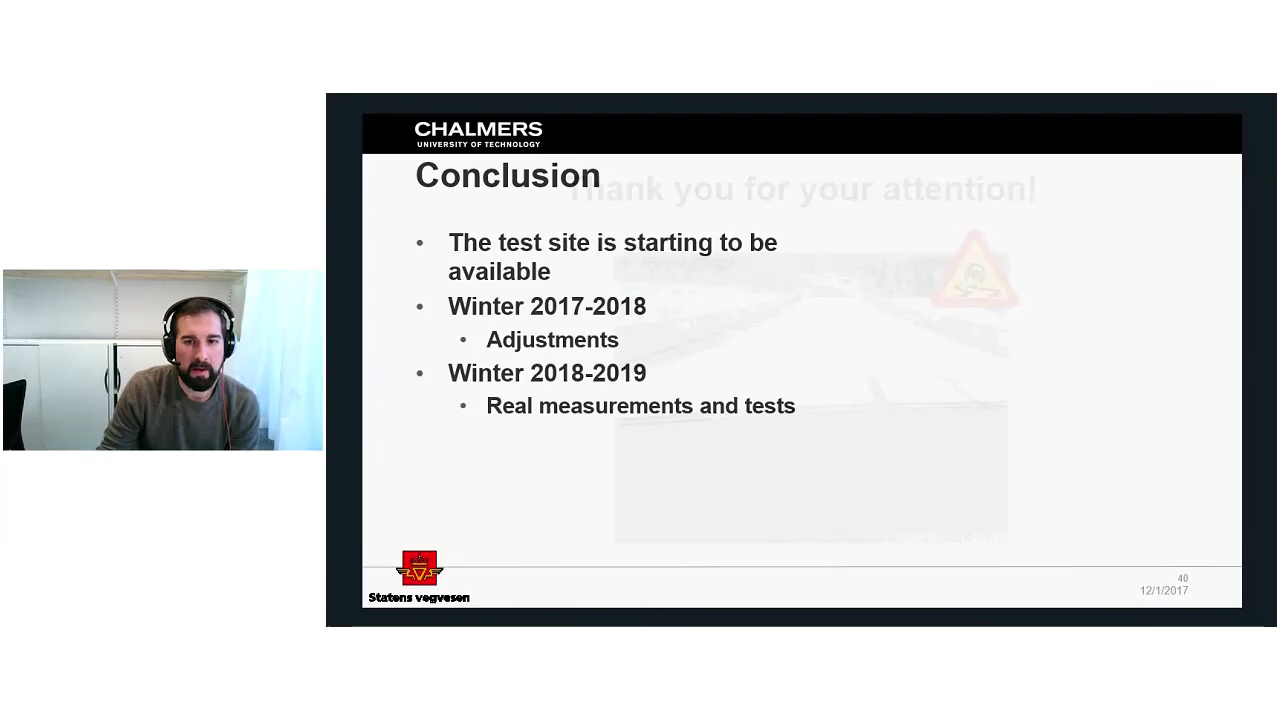 CHALMERS
UNIVERSITY OF TECHNOLOGY
Conclusion
Thank you for your attention!
• The test site is starting to be
available
• Winter 2017-2018
• Adjustments
• Winter 2018-2019
• Real measurements and tests
Statens vegvesen
40
12/1/2017